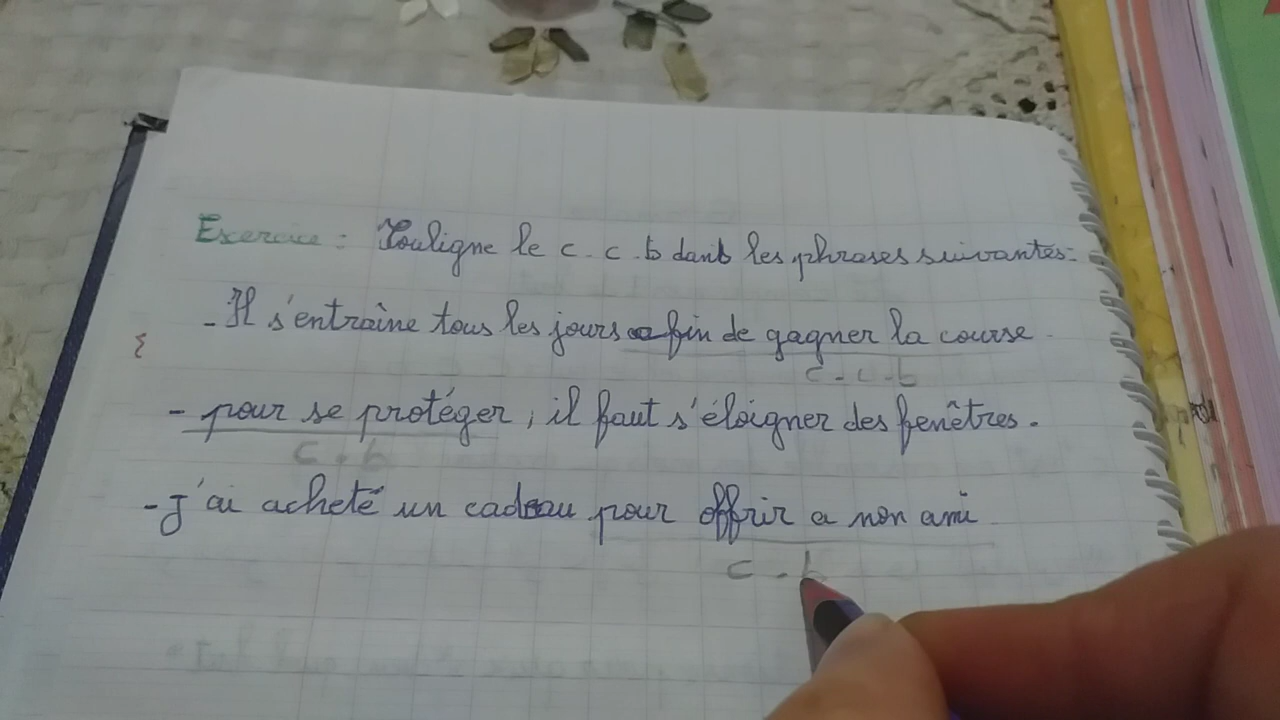 Exercice : Souligne le c.c.b dans les phrases suivantes :
- Il s'entraîne tous les jours afin de gagner la course.
c-c-b
- pour se protéger, il faut s'éloigner des fenêtres.
c.b
- J'ai acheté un cadeau pour offrir a mon ami
c.b